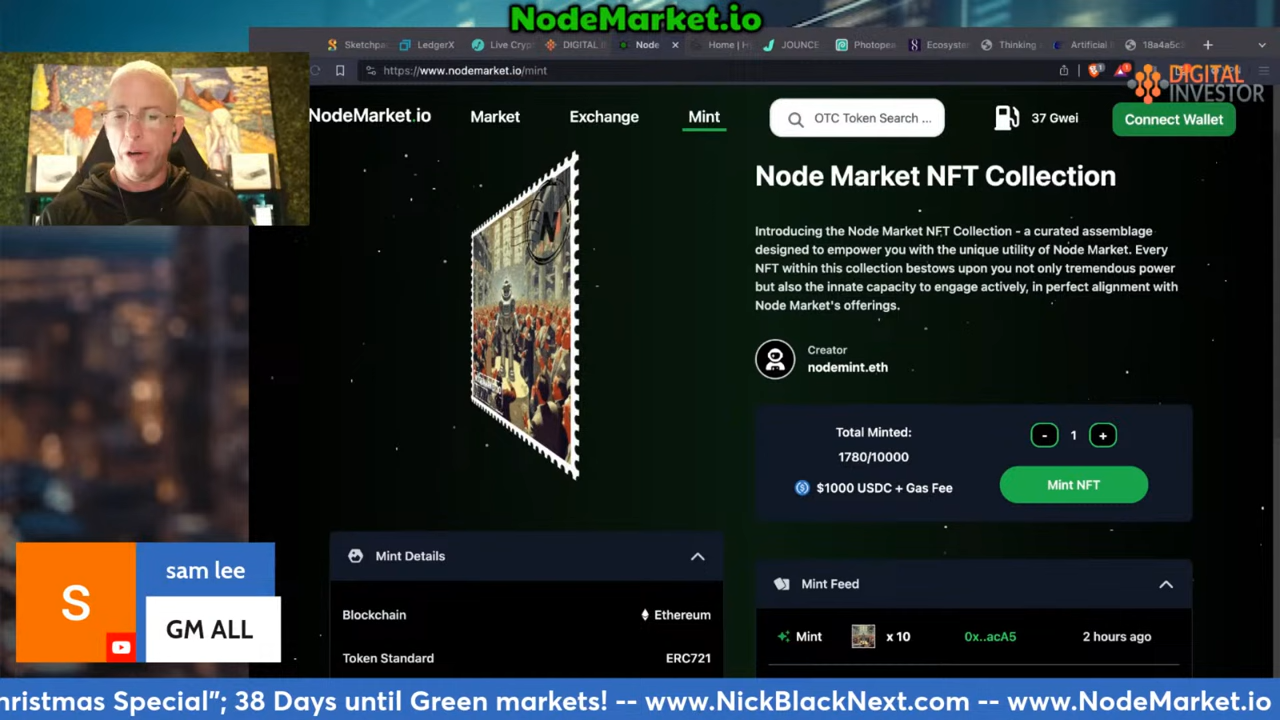 NodeMarket.io
Sketchpa
LedgerX
Live Cryp
DIGITAL I
Node
Home | H
JOUNCE
Photopea
Ecosyste
Thinking
Artificial
18a4a5c
https://www.nodemarket.io/mint
DIGITAL
INVESTOR
NodeMarket.io
Market
Exchange
Mint
OTC Token Search ...
37 Gwei
Connect Wallet
Node Market NFT Collection
Introducing the Node Market NFT Collection - a curated assemblage
designed to empower you with the unique utility of Node Market. Every
NFT within this collection bestows upon you not only tremendous power
but also the innate capacity to engage actively, in perfect alignment with
Node Market's offerings.
Creator
nodemint.eth
Total Minted:
1780/10000
- 1 +
$1000 USDC + Gas Fee
Mint NFT
Mint Details
Blockchain
Ethereum
Token Standard
ERC721
Mint Feed
Mint
x 10
0x..acA5
2 hours ago
S
sam lee
GM ALL
hristmas Special”; 38 Days until Green markets! -- www.NickBlackNext.com -- www.NodeMarket.io